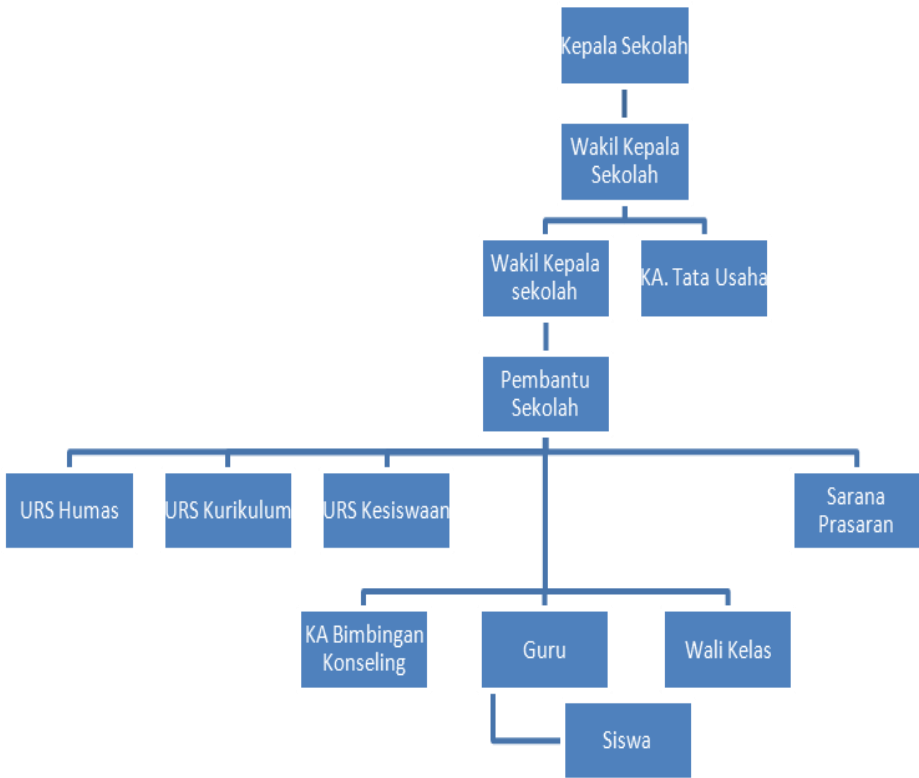 Kepala Sekolah
Wakil Kepala
Sekolah
Wakil Kepala
sekolah
KA. Tata Usaha
Pembantu
Sekolah
URS Humas
URS Kurikulum
URS Kesiswaan
Sarana
Prasaran
KA Bimbingan
Konseling
Guru
Wali Kelas
Siswa